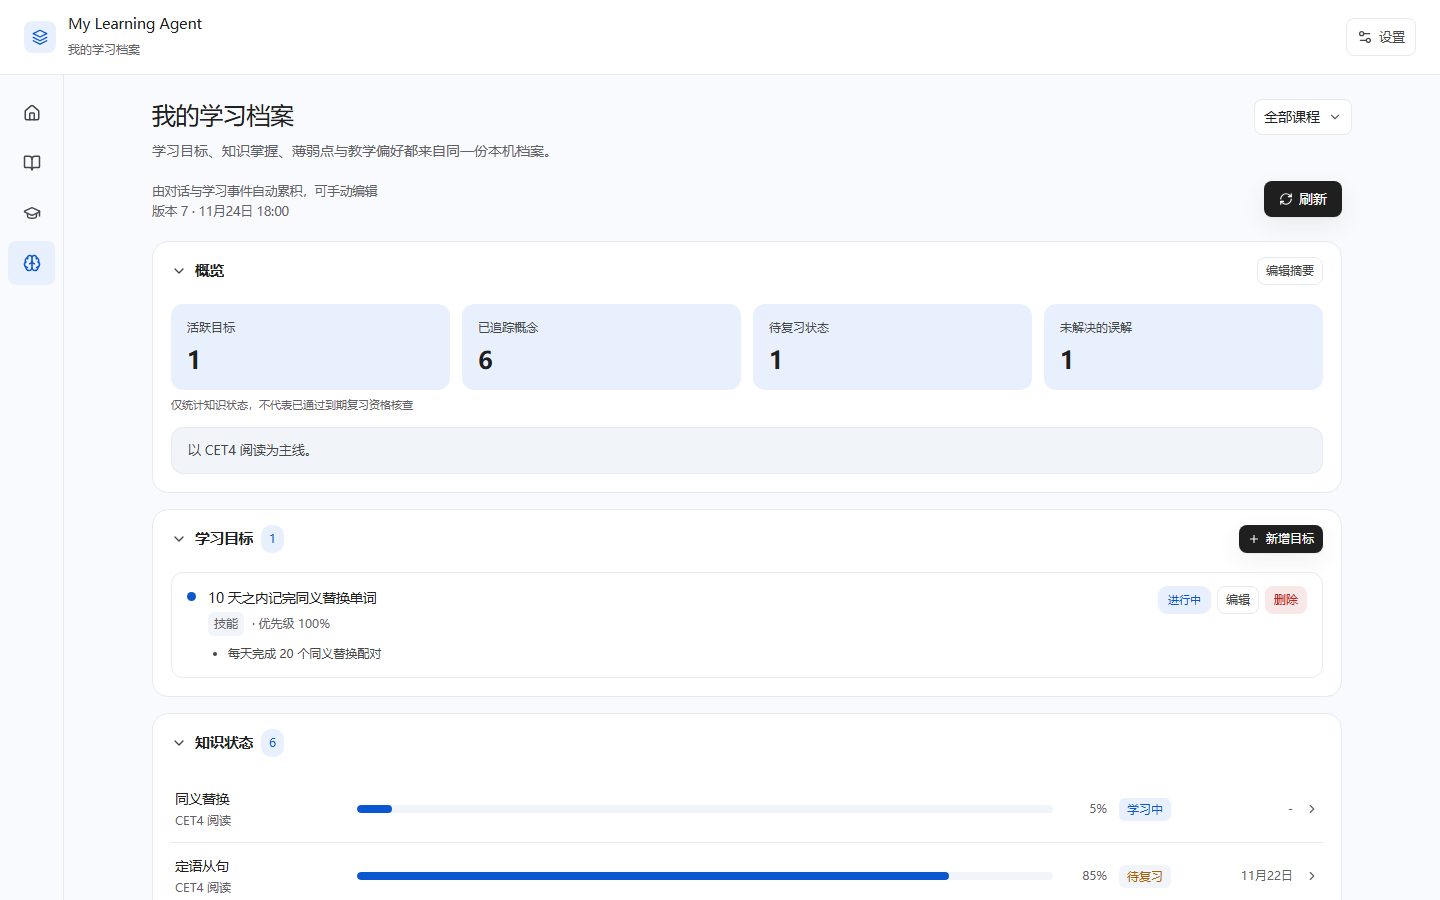 My Learning Agent
我的学习档案
设置
我的学习档案
全部课程
学习目标、知识掌握、薄弱点与教学偏好都来自同一份本机档案。
由对话与学习事件自动累积，可手动编辑
版本 7 · 11月24日 18:00
刷新
概览
编辑摘要
活跃目标
1
已追踪概念
6
待复习状态
1
未解决的误解
1
仅统计知识状态，不代表已通过到期复习资格核查
以 CET4 阅读为主线。
学习目标 1
+ 新增目标
10 天之内记完同义替换单词
进行中 编辑 删除
技能 · 优先级 100%
• 每天完成 20 个同义替换配对
知识状态 6
同义替换
CET4 阅读
5% 学习中 -
定语从句
CET4 阅读
85% 待复习 11月22日